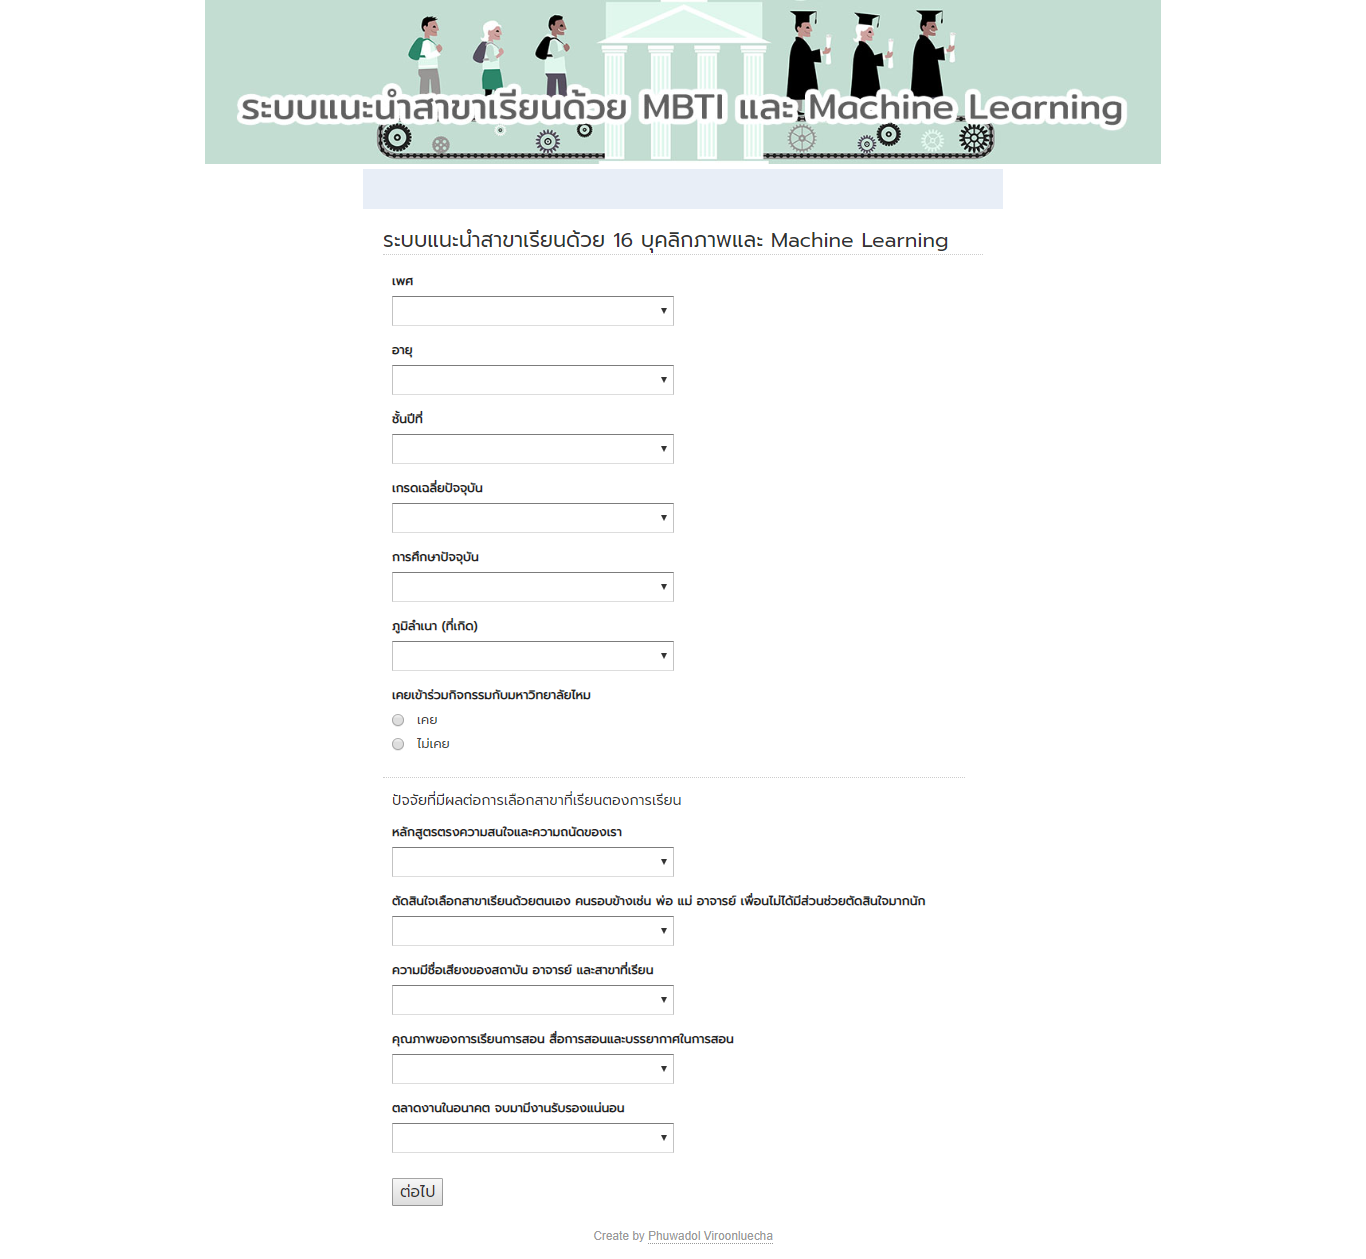 ระบบแนะนำสาขาเรียนด้วย MBTI และ Machine Learning
ระบบแนะนำสาขาเรียนด้วย 16 บุคลิกภาพและ Machine Learning
เพศ
อายุ
ชั้นปีที่
เกรดเฉลี่ยปัจจุบัน
การศึกษาปัจจุบัน
ภูมิลำเนา (ที่เกิด)
เคยเข้าร่วมกิจกรรมกับมหาวิทยาลัยไหม
เคย
ไม่เคย
ปัจจัยที่มีผลต่อการเลือกสาขาที่เรียนตองการเรียน
หลักสูตรตรงความสนใจและความถนัดของเรา
ตัดสินใจเลือกสาขาเรียนด้วยตนเอง คนรอบข้างเช่น พ่อ แม่ อาจารย์ เพื่อนไม่ได้มีส่วนช่วยตัดสินใจมากนัก
ความมีชื่อเสียงของสถาบัน อาจารย์ และสาขาที่เรียน
คุณภาพของการเรียนการสอน สื่อการสอนและบรรยากาศในการสอน
ตลาดงานในอนาคต จบมามีงานรับรองแน่นอน
ต่อไป
Create by Phuwadol Viroonluecha